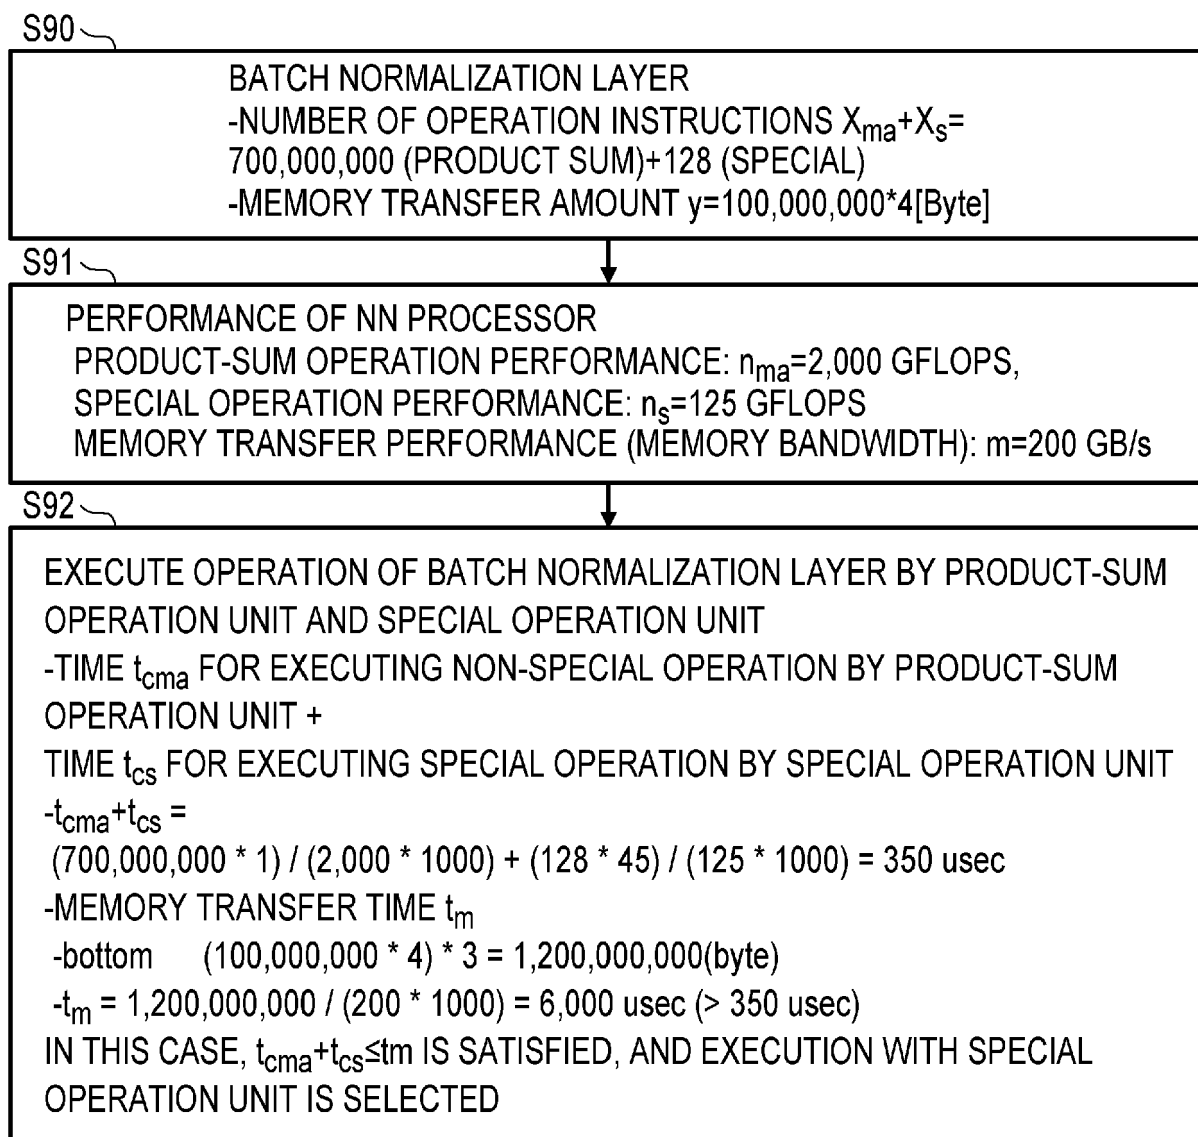 S90
BATCH NORMALIZATION LAYER
-NUMBER OF OPERATION INSTRUCTIONS Xma+Xs=
700,000,000 (PRODUCT SUM)+128 (SPECIAL)
-MEMORY TRANSFER AMOUNT y=100,000,000*4[Byte]
S91
PERFORMANCE OF NN PROCESSOR
PRODUCT-SUM OPERATION PERFORMANCE: nma=2,000 GFLOPS,
SPECIAL OPERATION PERFORMANCE: ns=125 GFLOPS
MEMORY TRANSFER PERFORMANCE (MEMORY BANDWIDTH): m=200 GB/s
S92
EXECUTE OPERATION OF BATCH NORMALIZATION LAYER BY PRODUCT-SUM
OPERATION UNIT AND SPECIAL OPERATION UNIT
-TIME tcma FOR EXECUTING NON-SPECIAL OPERATION BY PRODUCT-SUM
OPERATION UNIT +
TIME tcs FOR EXECUTING SPECIAL OPERATION BY SPECIAL OPERATION UNIT
-tcma+tcs =
(700,000,000 * 1) / (2,000 * 1000) + (128 * 45) / (125 * 1000) = 350 usec
-MEMORY TRANSFER TIME tm
-bottom (100,000,000 * 4) * 3 = 1,200,000,000(byte)
-tm = 1,200,000,000 / (200 * 1000) = 6,000 usec (> 350 usec)
IN THIS CASE, tcma+tcs≤tm IS SATISFIED, AND EXECUTION WITH SPECIAL
OPERATION UNIT IS SELECTED